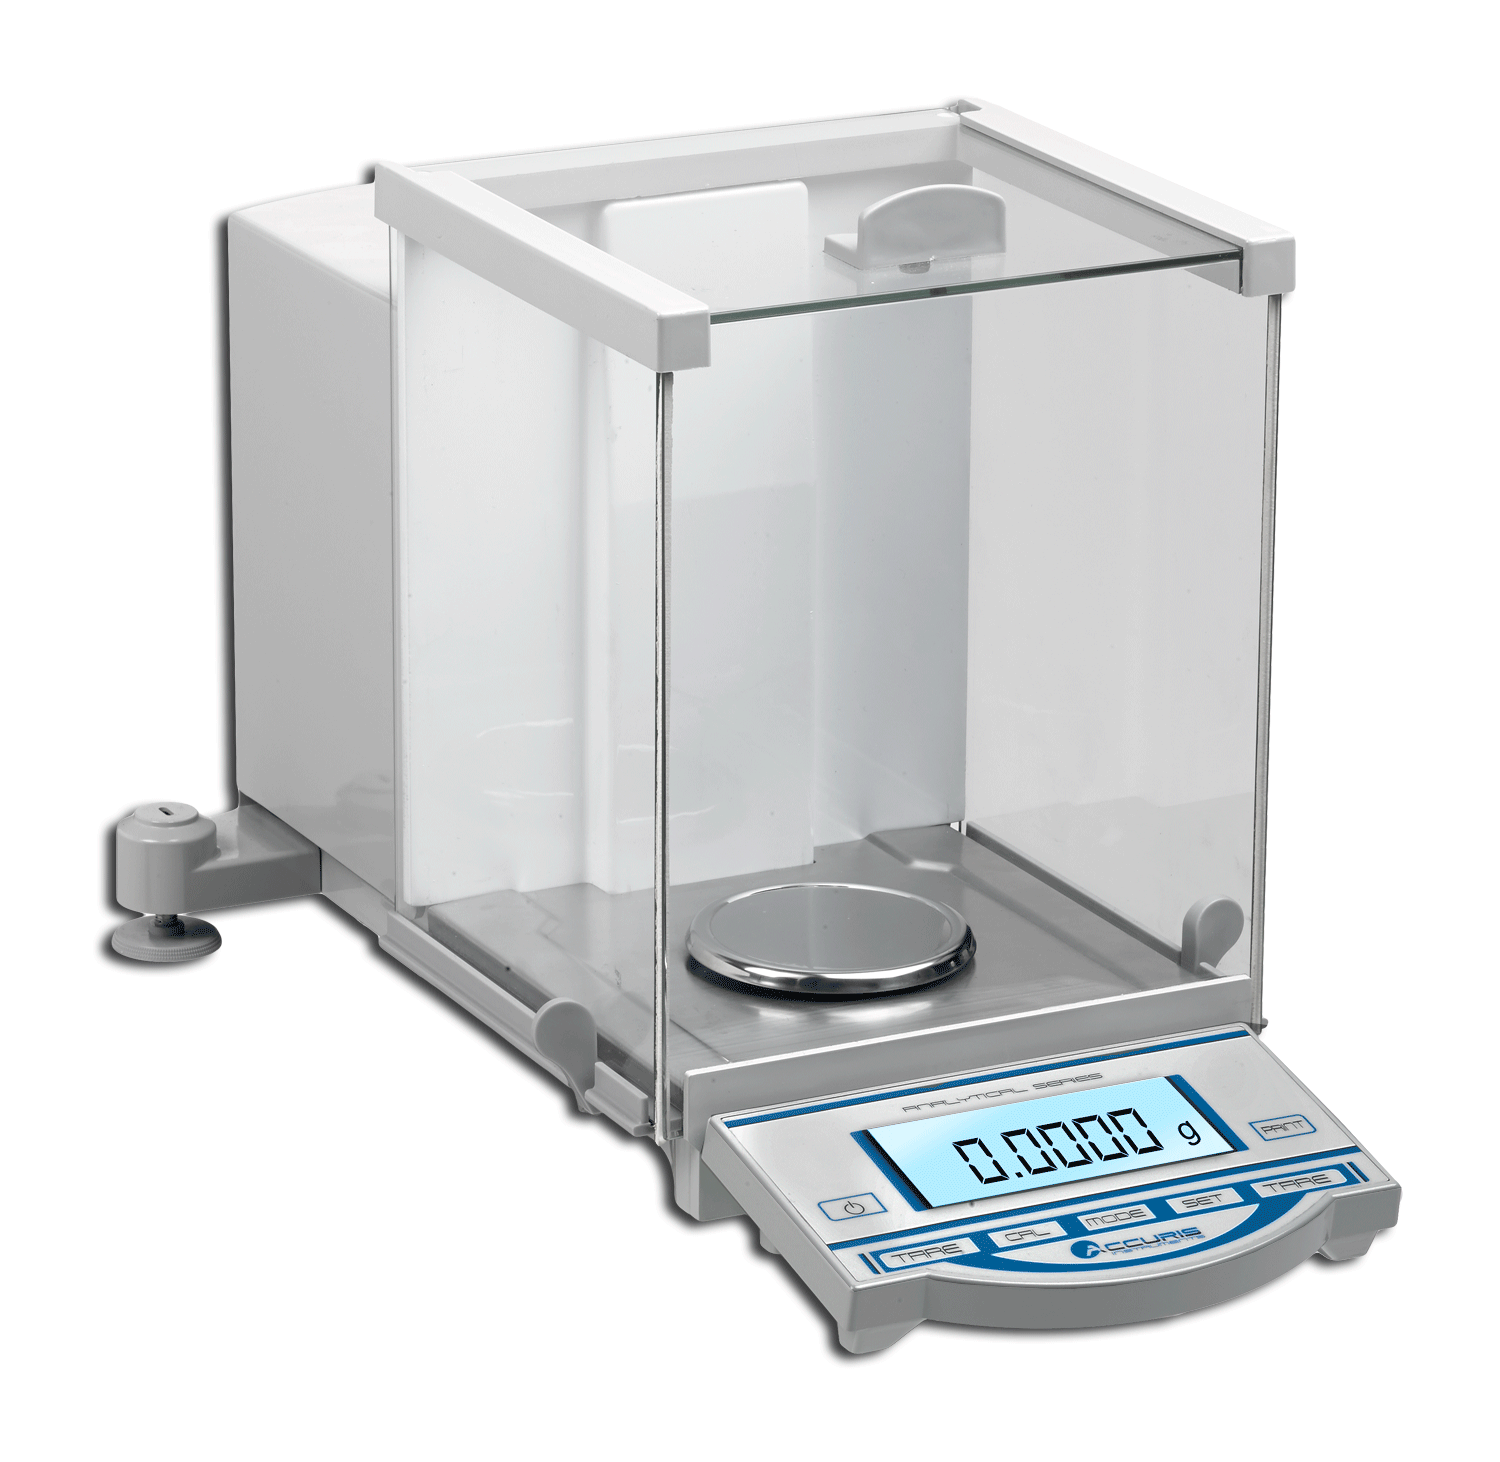 ANALYTICAL SERIES
0.0000 g
PRINT
TARE
CAL
MODE
SET
TARE
ACCURIS
INSTRUMENTS